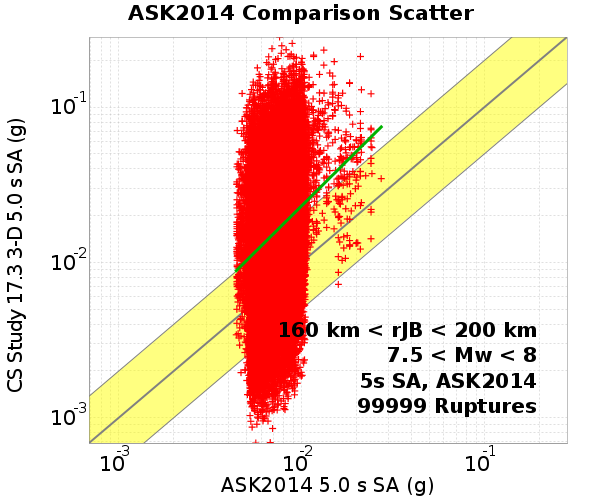 ASK2014 Comparison Scatter
CS Study 17.3 3-D 5.0 s SA (g)
10-1
10-2
10-3
160 km < rJB < 200 km
7.5 < Mw < 8
5s SA, ASK2014
99999 Ruptures
10-3 10-2 10-1
ASK2014 5.0 s SA (g)